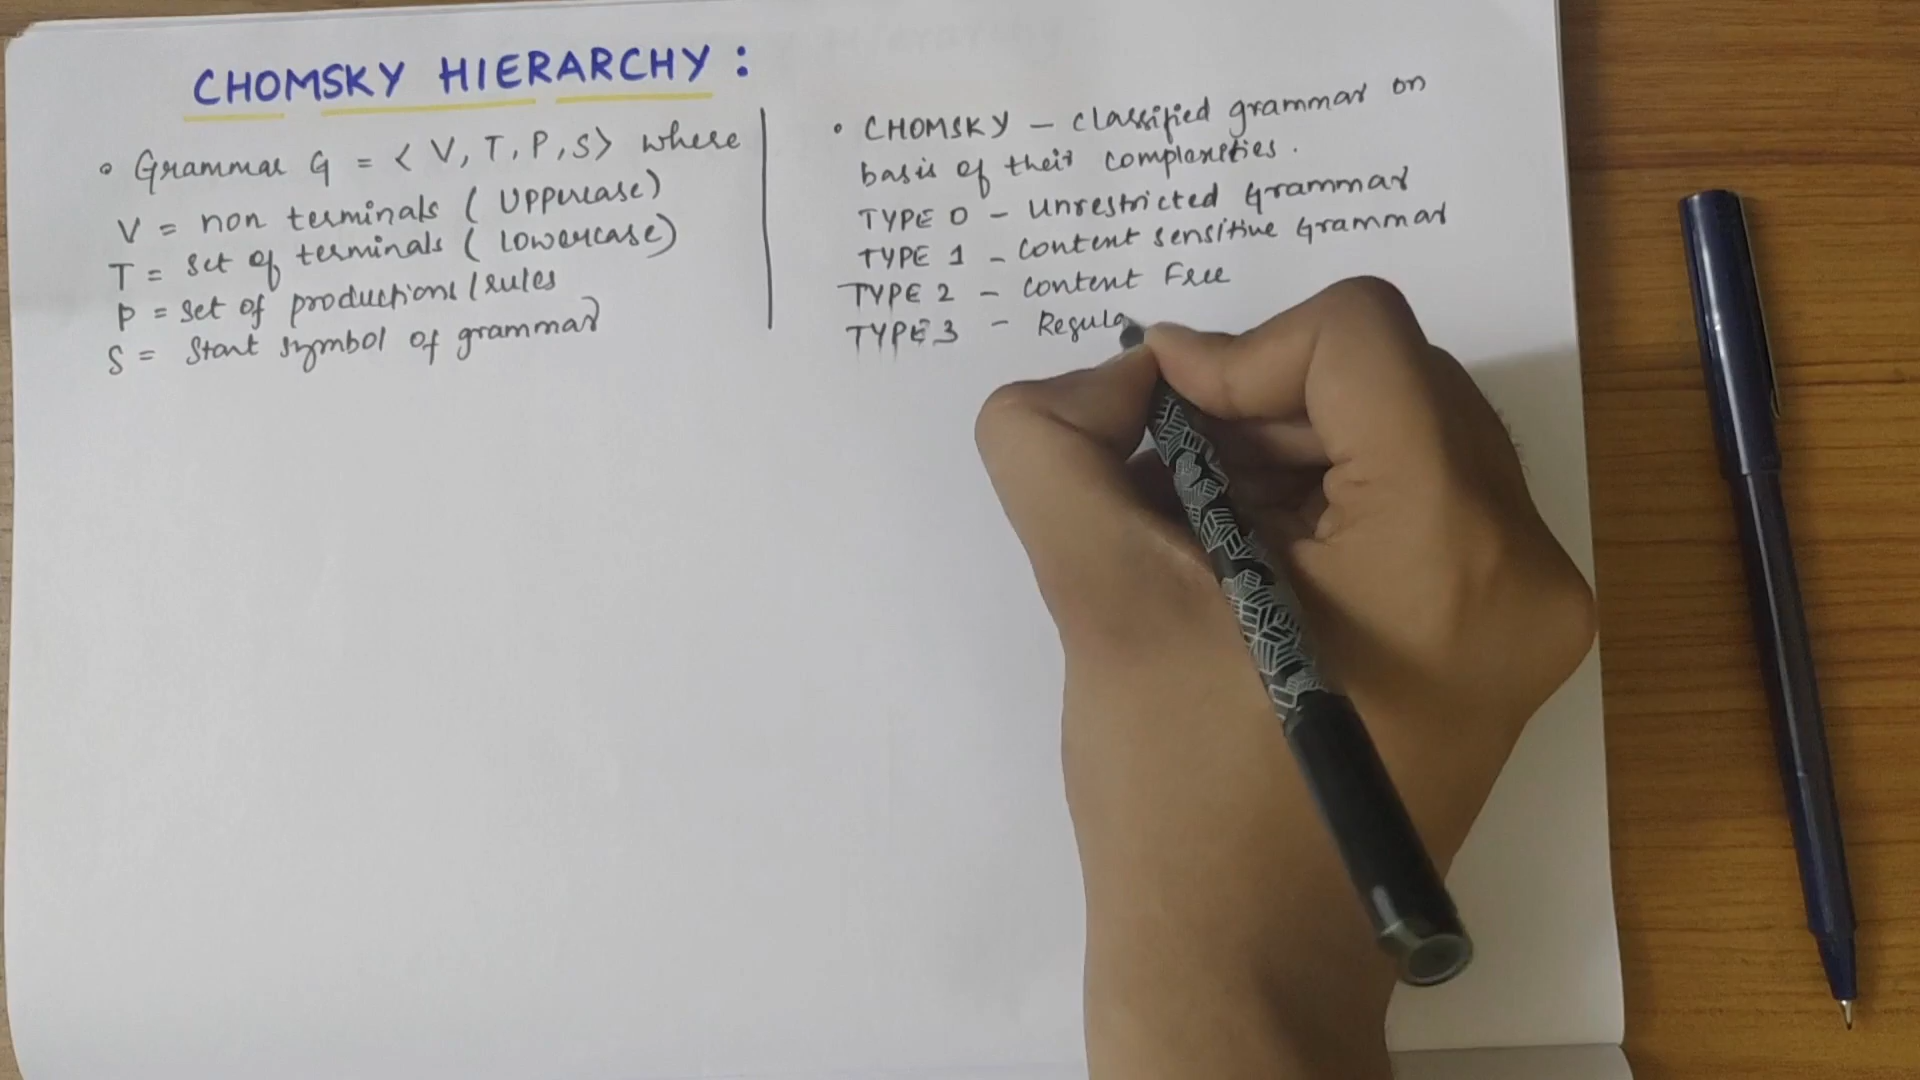 CHOMSKY HIERARCHY :
• Grammar G = < V, T, P, S> where
V = non terminals ( Uppercase)
T = set of terminals ( lowercase)
P = set of productions / rules
S = Start symbol of grammar
• CHOMSKY – classified grammar on
basis of their complexities .
TYPE 0 – Unrestricted Grammar
TYPE 1 – Content sensitive Grammar
TYPE 2 – Content Free
TYPE 3 – Regula